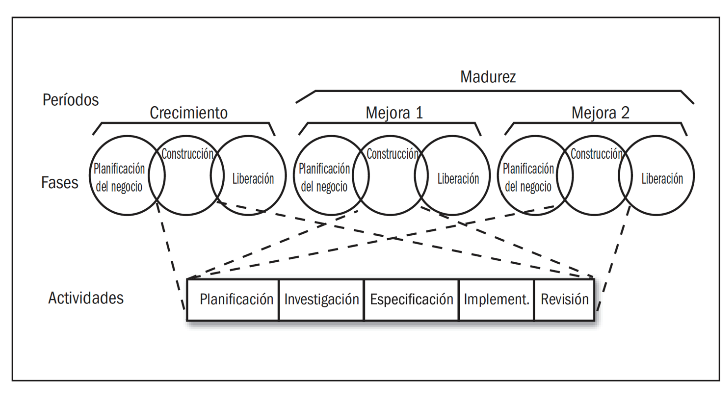 Madurez
Períodos
Crecimiento
Mejora 1
Mejora 2
Fases
Planificación
del negocio
Construcción
Liberación
Planificación
del negocio
Construcción
Liberación
Planificación
del negocio
Construcción
Liberación
Actividades
Planificación
Investigación
Especificación
Implement.
Revisión